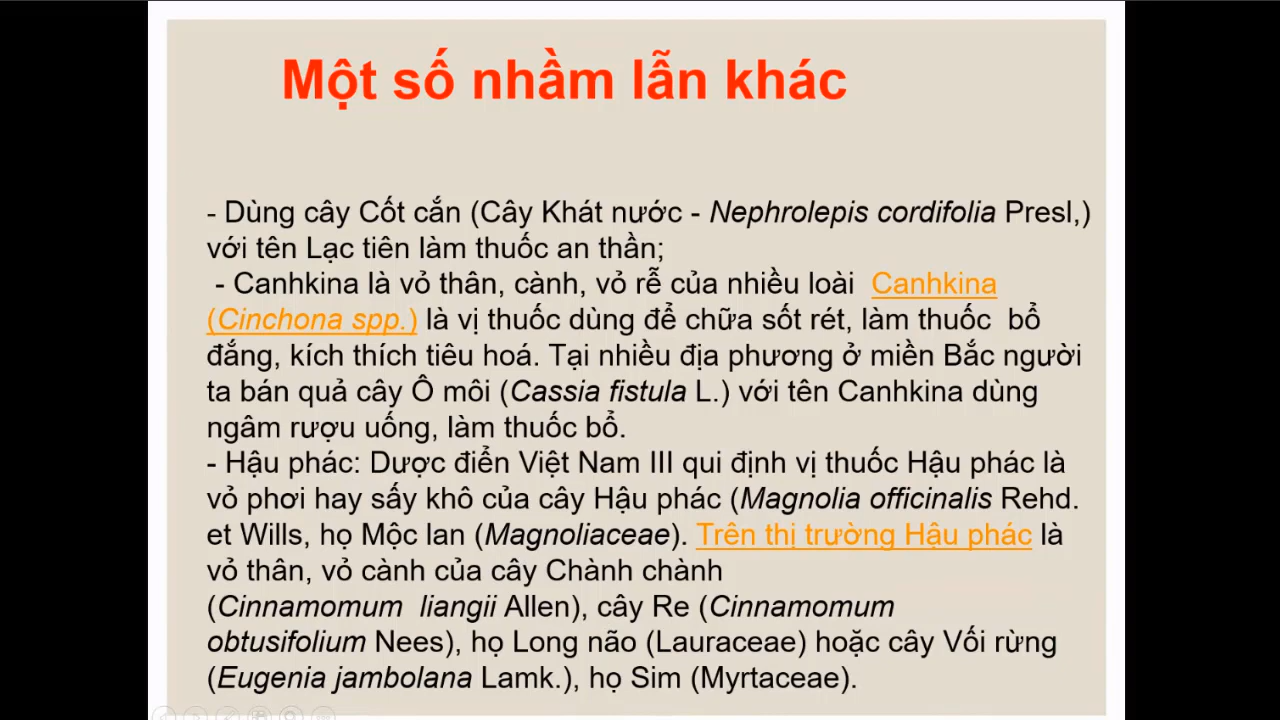 Một số nhầm lẫn khác
- Dùng cây Cốt cắn (Cây Khát nước - Nephrolepis cordifolia Presl,)
với tên Lạc tiên làm thuốc an thần;
- Canhkina là vỏ thân, cành, vỏ rễ của nhiều loài Canhkina
(Cinchona spp.) là vị thuốc dùng để chữa sốt rét, làm thuốc bổ
đắng, kích thích tiêu hoá. Tại nhiều địa phương ở miền Bắc người
ta bán quả cây Ô môi (Cassia fistula L.) với tên Canhkina dùng
ngâm rượu uống, làm thuốc bổ.
- Hậu phác: Dược điển Việt Nam III qui định vị thuốc Hậu phác là
vỏ phơi hay sấy khô của cây Hậu phác (Magnolia officinalis Rehd.
et Wills, họ Mộc lan (Magnoliaceae). Trên thị trường Hậu phác là
vỏ thân, vỏ cành của cây Chành chành
(Cinnamomum liangii Allen), cây Re (Cinnamomum
obtusifolium Nees), họ Long não (Lauraceae) hoặc cây Vối rừng
(Eugenia jambolana Lamk.), họ Sim (Myrtaceae).